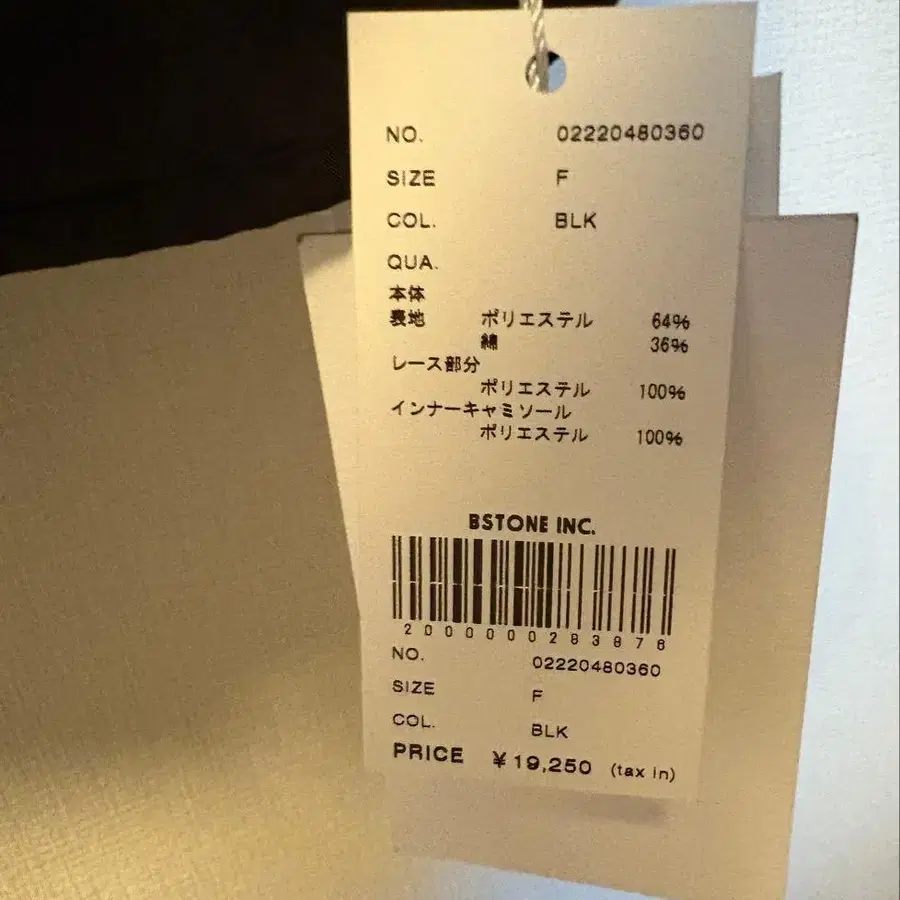 NO. 02220480360
SIZE F
COL. BLK
QUA.
本体
表地 ポリエステル 64%
綿 36%
レース部分
ポリエステル 100%
インナーキャミソール
ポリエステル 100%
BSTONE INC.
2000000283876
NO. 02220480360
SIZE F
COL. BLK
PRICE ¥19,250 (tax in)